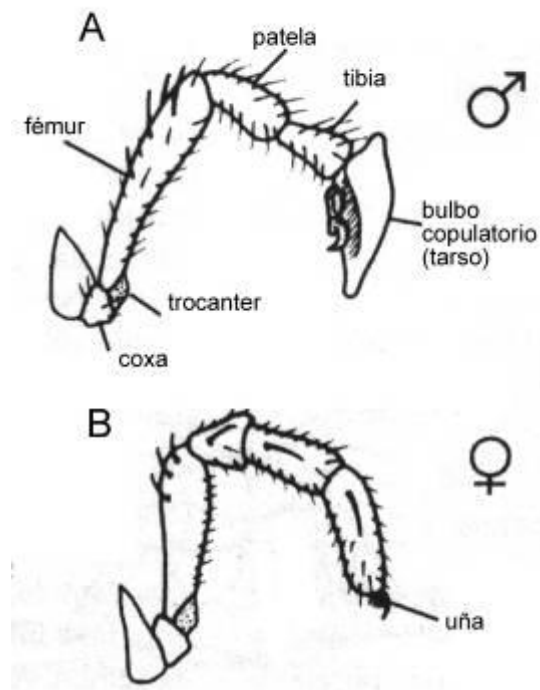 A
patela
tibia
fémur
bulbo
copulatorio
(tarso)
trocanter
coxa
B
uña